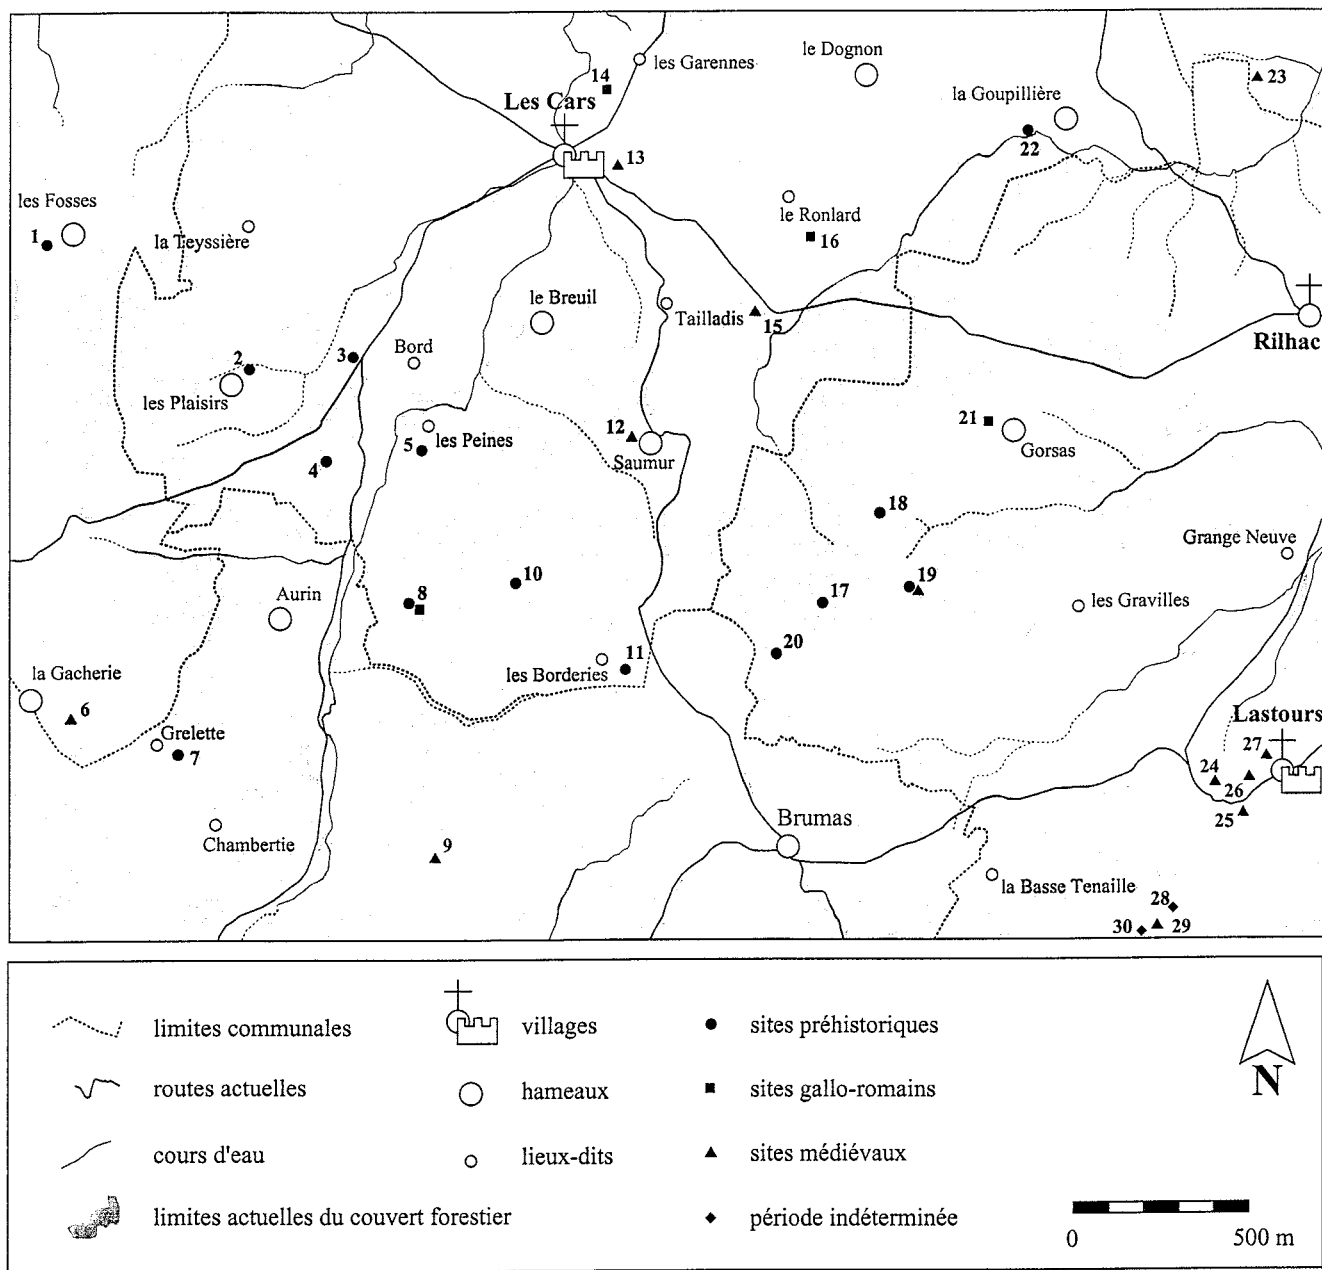 le Dognon
les Garennes
14
23
Les Cars
la Goupillière
22
13
les Fosses
1
la Teyssière
le Ronlard
16
le Breuil
Tailladis
15
Rilhac
3
Bord
2
les Plaisirs
21
Gorsas
12
Saumur
5
les Peines
4
18
Grange Neuve
10
8
19
17
les Gravilles
Aurin
20
11
les Borderies
la Gacherie
6
Grelette
7
Lastours
27
24
26
25
Brumas
Chambertie
9
la Basse Tenaille
28
30
29
limites communales
villages
sites préhistoriques
routes actuelles
hameaux
sites gallo-romains
N
cours d'eau
lieux-dits
sites médiévaux
limites actuelles du couvert forestier
période indéterminée
0
500 m